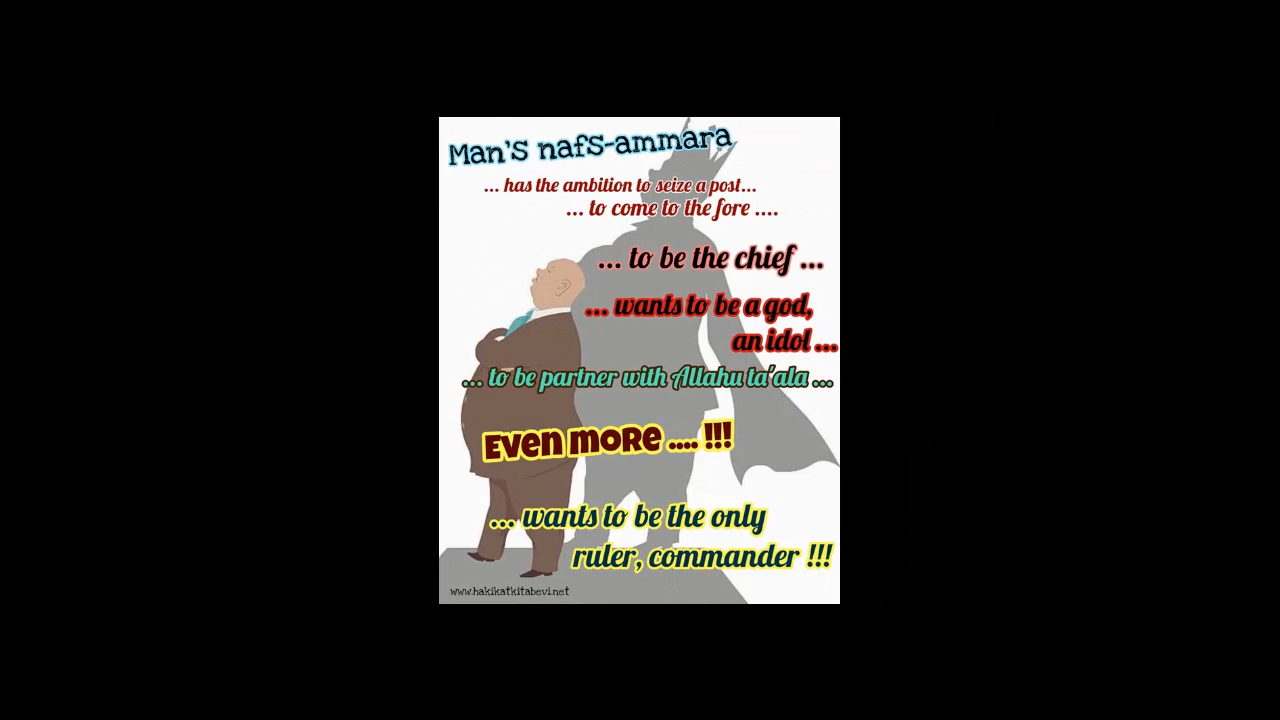 Man's nafs-ammara
... has the ambition to seize a post...
... to come to the fore ....
... to be the chief ...
... wants to be a god,
an idol ...
... to be partner with Allahu ta'ala ...
Even more .... !!!
... wants to be the only
ruler, commander !!!
www.hakikatkitabevi.net